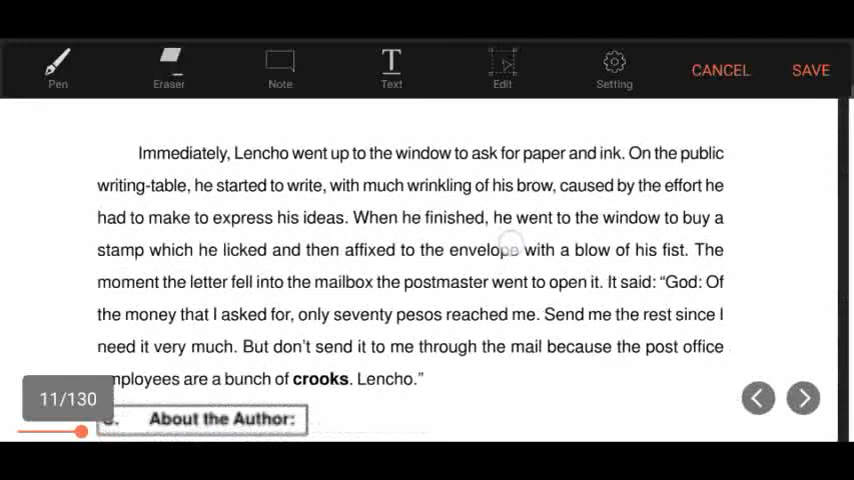 Pen Eraser Note Text Edit Setting CANCEL SAVE
Immediately, Lencho went up to the window to ask for paper and ink. On the public
writing-table, he started to write, with much wrinkling of his brow, caused by the effort he
had to make to express his ideas. When he finished, he went to the window to buy a
stamp which he licked and then affixed to the envelope with a blow of his fist. The
moment the letter fell into the mailbox the postmaster went to open it. It said: “God: Of
the money that I asked for, only seventy pesos reached me. Send me the rest since I
need it very much. But don’t send it to me through the mail because the post office
mployees are a bunch of crooks. Lencho.”
11/130
About the Author: